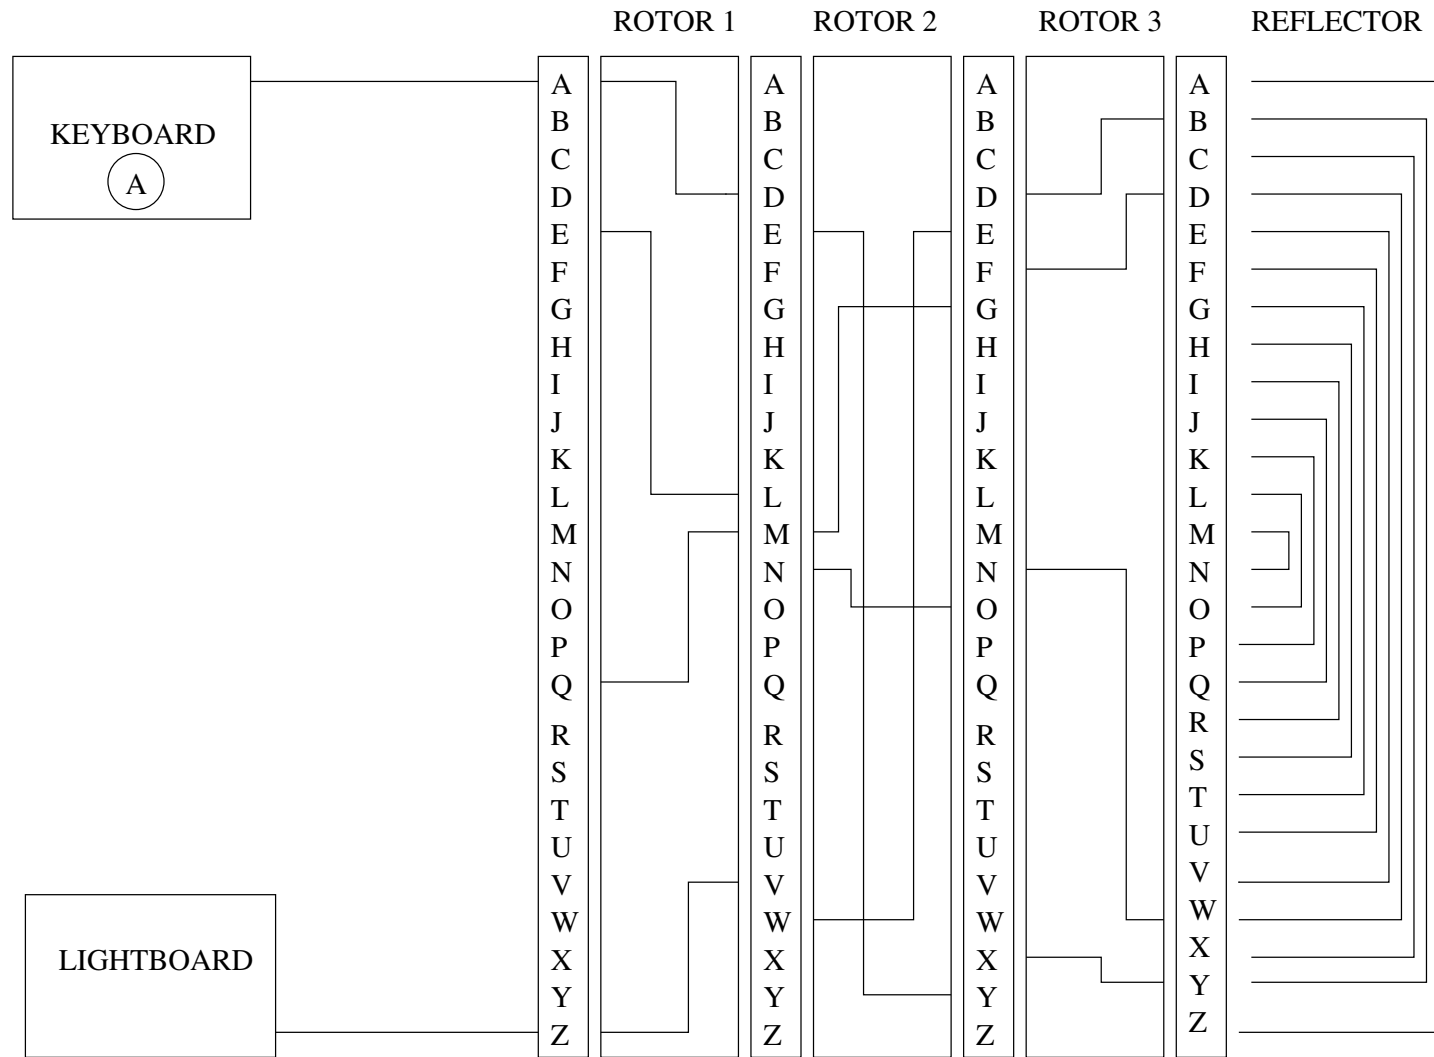 ROTOR 1 ROTOR 2 ROTOR 3 REFLECTOR
A A A A
KEYBOARD B B B B
C C C C
A
D D D D
E E E E
F F F F
G G G G
H H H H
I I I I
J J J J
K K K K
L L L L
M M M M
N N N N
O O O O
P P P P
Q Q Q Q
R R R R
S S S S
T T T T
U U U U
V V V V
W W W W
LIGHTBOARD X X X X
Y Y Y Y
Z Z Z Z